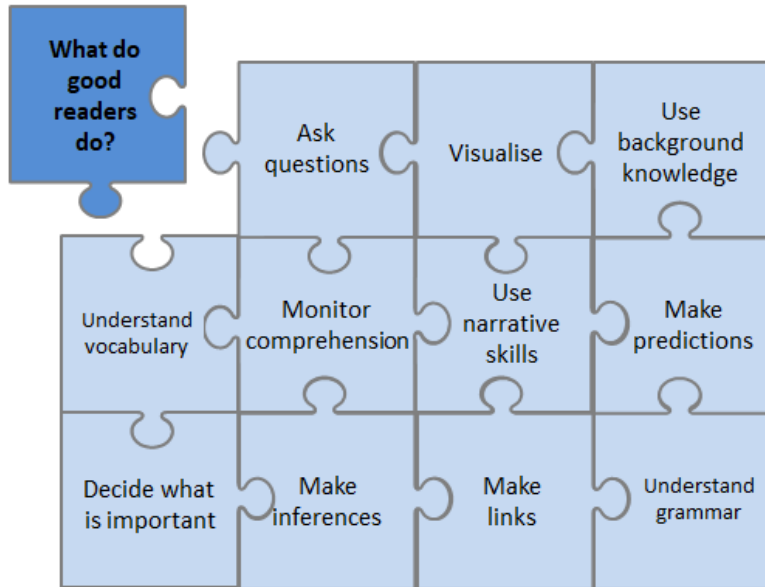 What do
good
readers
do?
Ask
questions
Visualise
Use
background
knowledge
Understand
vocabulary
Monitor
comprehension
Use
narrative
skills
Make
predictions
Decide what
is important
Make
inferences
Make
links
Understand
grammar